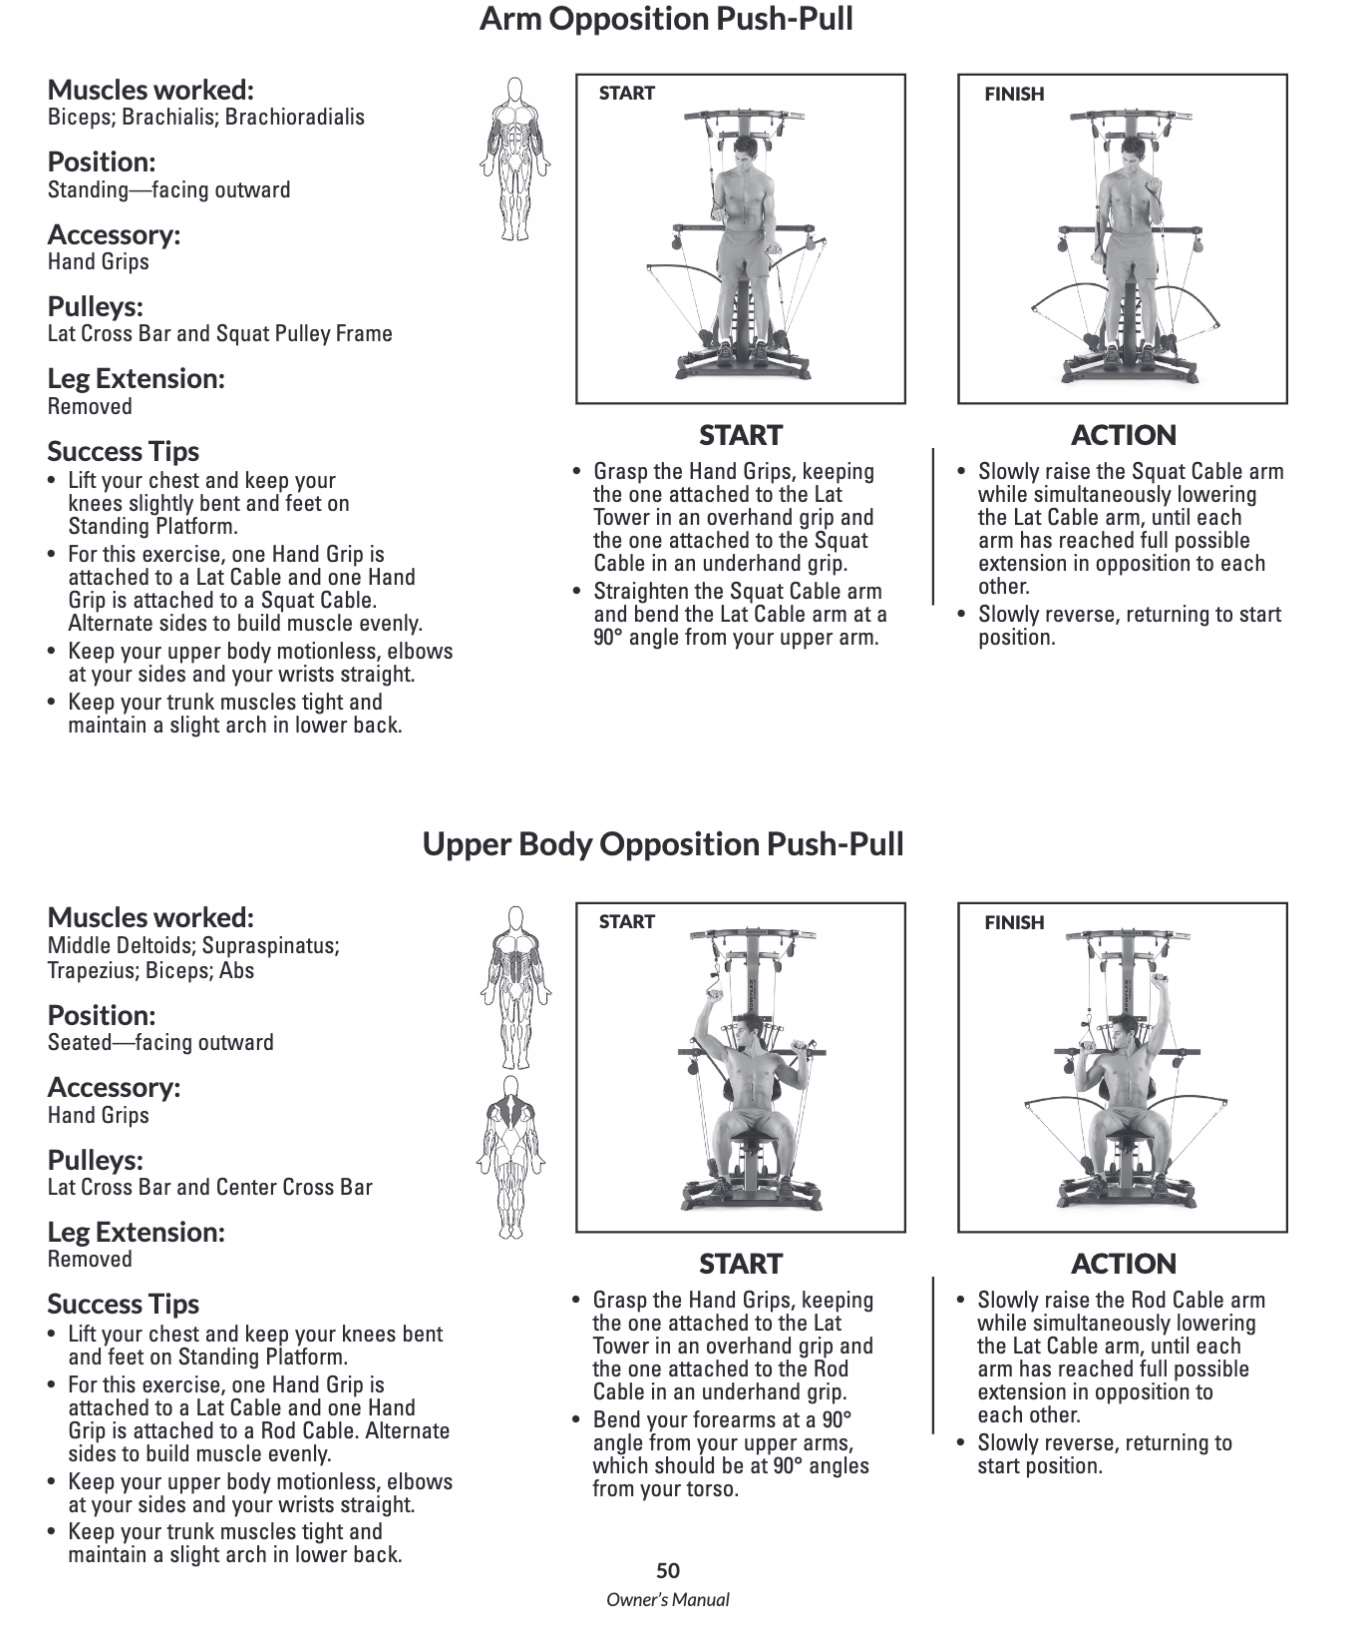 Arm Opposition Push-Pull
Muscles worked:
Biceps; Brachialis; Brachioradialis
Position:
Standing—facing outward
Accessory:
Hand Grips
Pulleys:
Lat Cross Bar and Squat Pulley Frame
Leg Extension:
Removed
Success Tips
• Lift your chest and keep your
knees slightly bent and feet on
Standing Platform.
• For this exercise, one Hand Grip is
attached to a Lat Cable and one Hand
Grip is attached to a Squat Cable.
Alternate sides to build muscle evenly.
• Keep your upper body motionless, elbows
at your sides and your wrists straight.
• Keep your trunk muscles tight and
maintain a slight arch in lower back.
START
FINISH
START
• Grasp the Hand Grips, keeping
the one attached to the Lat
Tower in an overhand grip and
the one attached to the Squat
Cable in an underhand grip.
• Straighten the Squat Cable arm
and bend the Lat Cable arm at a
90° angle from your upper arm.
ACTION
• Slowly raise the Squat Cable arm
while simultaneously lowering
the Lat Cable arm, until each
arm has reached full possible
extension in opposition to each
other.
• Slowly reverse, returning to start
position.
Upper Body Opposition Push-Pull
Muscles worked:
Middle Deltoids; Supraspinatus;
Trapezius; Biceps; Abs
Position:
Seated—facing outward
Accessory:
Hand Grips
Pulleys:
Lat Cross Bar and Center Cross Bar
Leg Extension:
Removed
Success Tips
• Lift your chest and keep your knees bent
and feet on Standing Platform.
• For this exercise, one Hand Grip is
attached to a Lat Cable and one Hand
Grip is attached to a Rod Cable. Alternate
sides to build muscle evenly.
• Keep your upper body motionless, elbows
at your sides and your wrists straight.
• Keep your trunk muscles tight and
maintain a slight arch in lower back.
START
BOWFLEX
FINISH
BOWFLEX
START
• Grasp the Hand Grips, keeping
the one attached to the Lat
Tower in an overhand grip and
the one attached to the Rod
Cable in an underhand grip.
• Bend your forearms at a 90°
angle from your upper arms,
which should be at 90° angles
from your torso.
ACTION
• Slowly raise the Rod Cable arm
while simultaneously lowering
the Lat Cable arm, until each
arm has reached full possible
extension in opposition to
each other.
• Slowly reverse, returning to
start position.
50
Owner's Manual